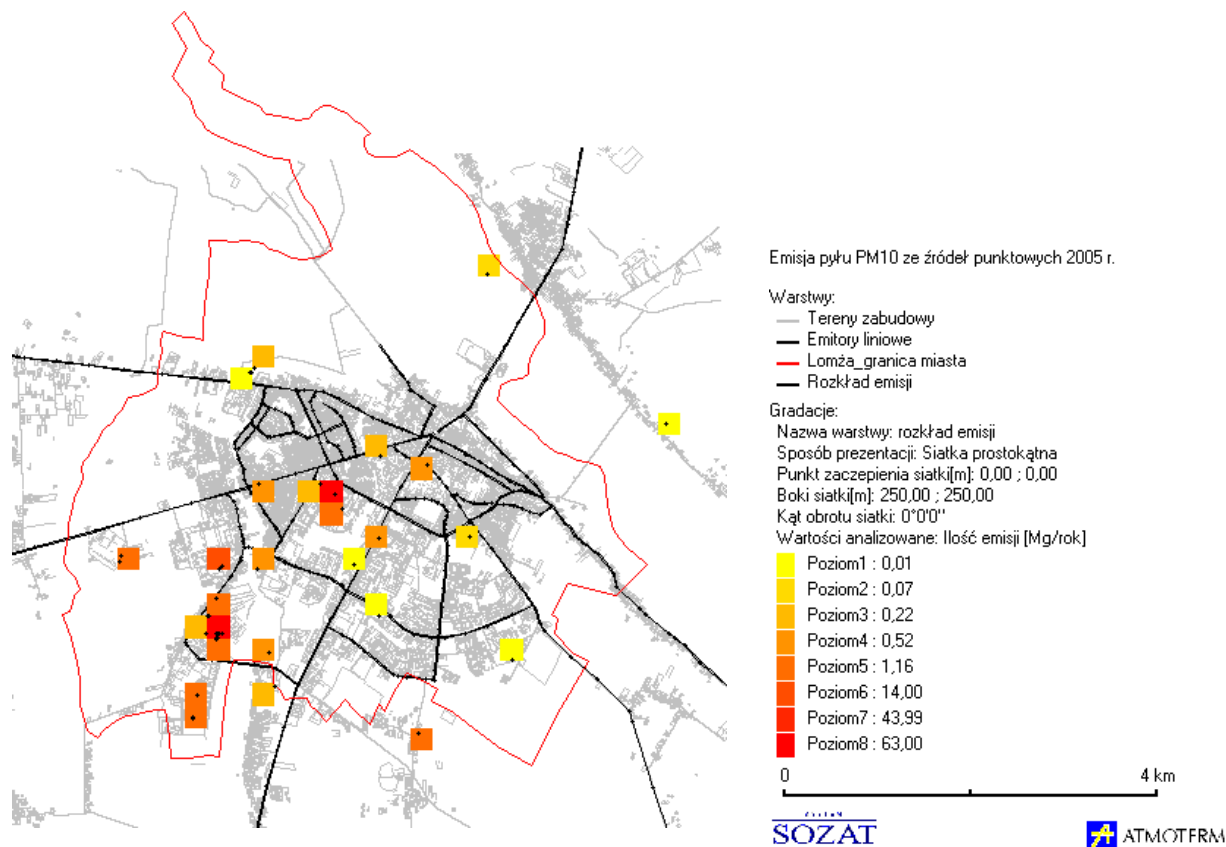 Emisja pyłu PM10 ze źródeł punktowych 2005 r.
Warstwy:
Tereny zabudowy
Emitory liniowe
Lomża_granica miasta
Rozkład emisji
Gradacje:
Nazwa warstwy: rozkład emisji
Sposób prezentacji: Siatka prostokątna
Punkt zaczepienia siatki[m]: 0,00 ; 0,00
Boki siatki[m]: 250,00 ; 250,00
Kąt obrotu siatki: 0°0'0''
Wartości analizowane: Ilość emisji [Mg/rok]
Poziom1 : 0,01
Poziom2 : 0,07
Poziom3 : 0,22
Poziom4 : 0,52
Poziom5 : 1,16
Poziom6 : 14,00
Poziom7 : 43,99
Poziom8 : 63,00
0 4 km
SOZAT
ATMOTERM